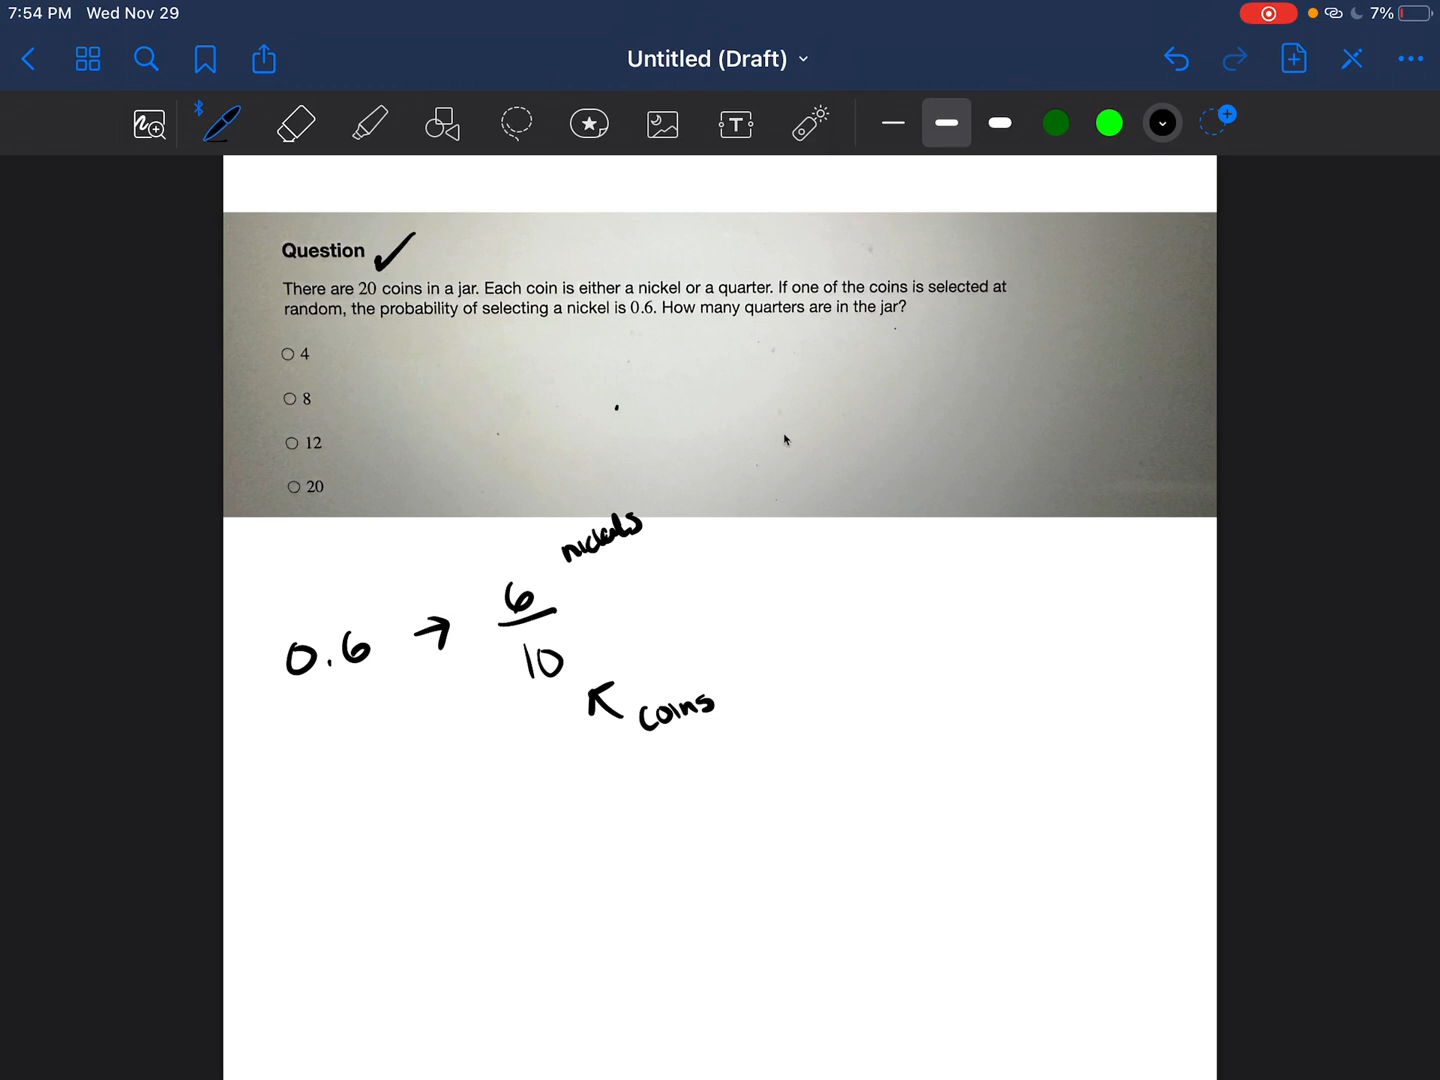 7:54 PM Wed Nov 29
7%
Untitled (Draft)
T
Question
There are 20 coins in a jar. Each coin is either a nickel or a quarter. If one of the coins is selected at
random, the probability of selecting a nickel is 0.6. How many quarters are in the jar?
4
8
12
20
nickels
0.6 → 6/10
coins